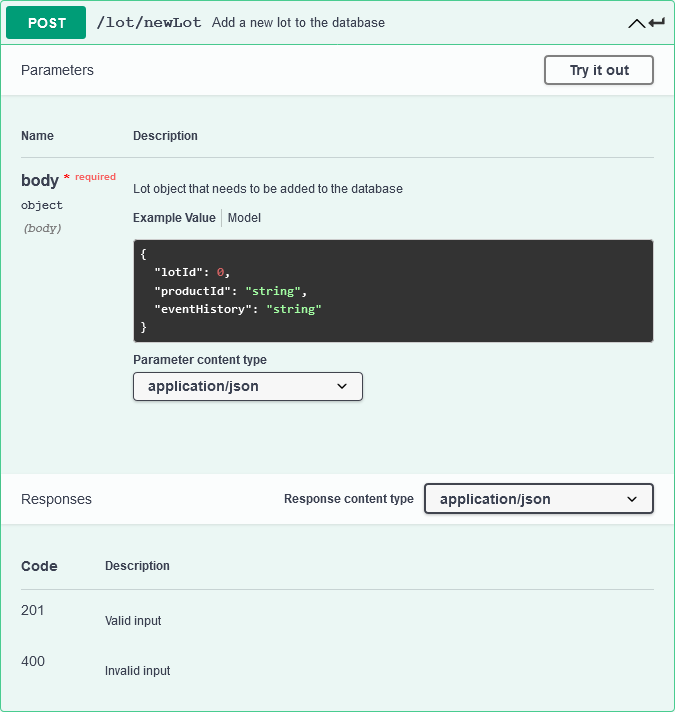 POST /lot/newLot Add a new lot to the database
Parameters Try it out
Name Description
body * required
object
(body)
Lot object that needs to be added to the database
Example Value Model
{
"lotId": 0,
"productId": "string",
"eventHistory": "string"
}
Parameter content type
application/json
Responses Response content type application/json
Code Description
201 Valid input
400 Invalid input